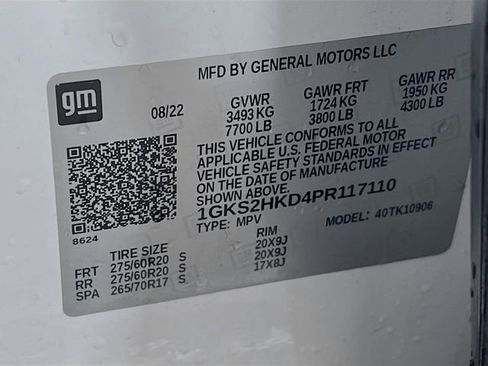 MFD BY GENERAL MOTORS LLC
gm
08/22
GVWR GAWR FRT GAWR RR
3493 KG 1724 KG 1950 KG
7700 LB 3800 LB 4300 LB
THIS VEHICLE CONFORMS TO ALL
APPLICABLE U.S. FEDERAL MOTOR
VEHICLE SAFETY STANDARDS IN EFFECT
ON THE DATE OF MANUFACTURE
SHOWN ABOVE.
1GKS2HKD4PR117110
TYPE: MPV MODEL: 40TK10906
8624
TIRE SIZE RIM
FRT 275/60R20 S 20X9J
RR 275/60R20 S 20X9J
SPA 265/70R17 S 17X8J